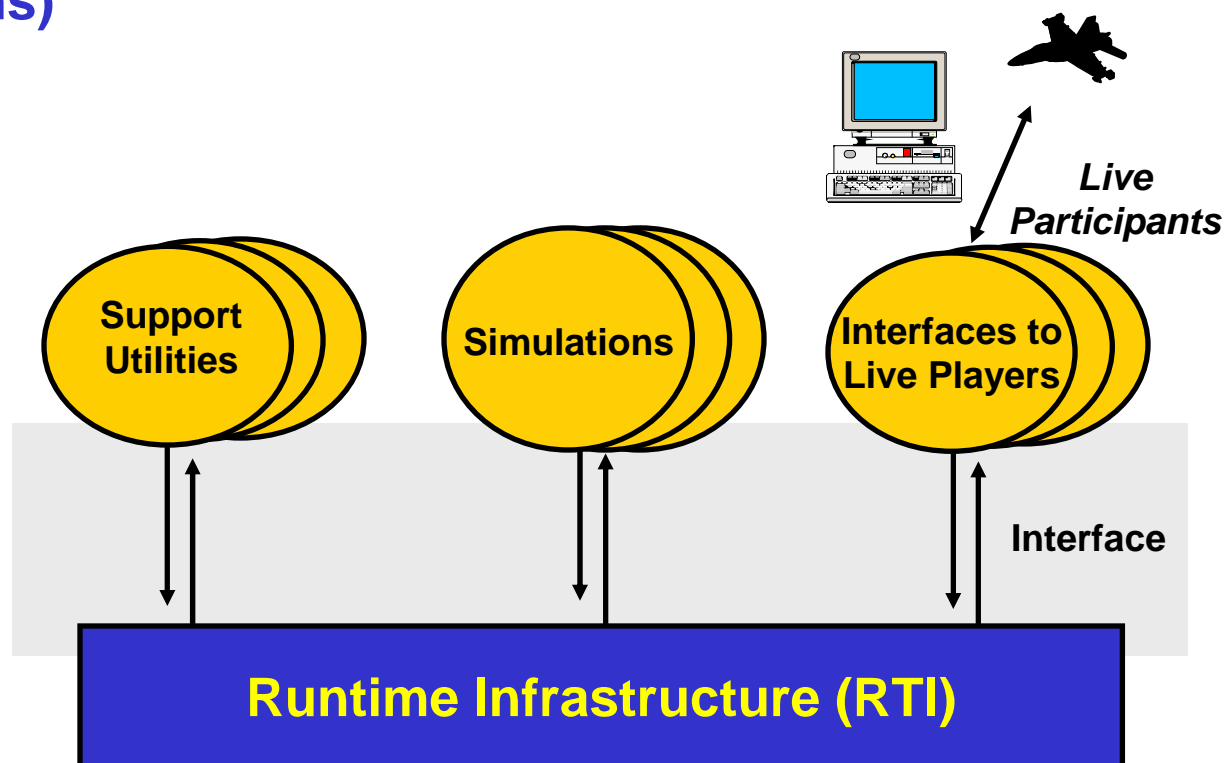 s)
Live
Participants
Support
Utilities
Simulations
Interfaces to
Live Players
Interface
Runtime Infrastructure (RTI)